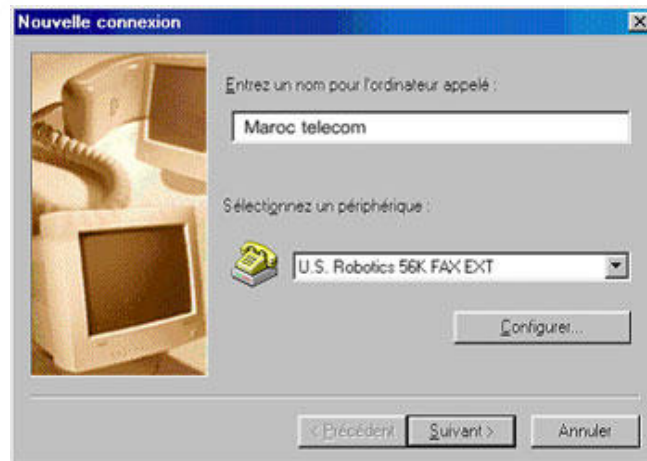 Nouvelle connexion
Entrez un nom pour l'ordinateur appelé :
Maroc telecom
Sélectionnez un périphérique :
U.S. Robotics 56K FAX EXT
Configurer...
< Précédent
Suivant >
Annuler